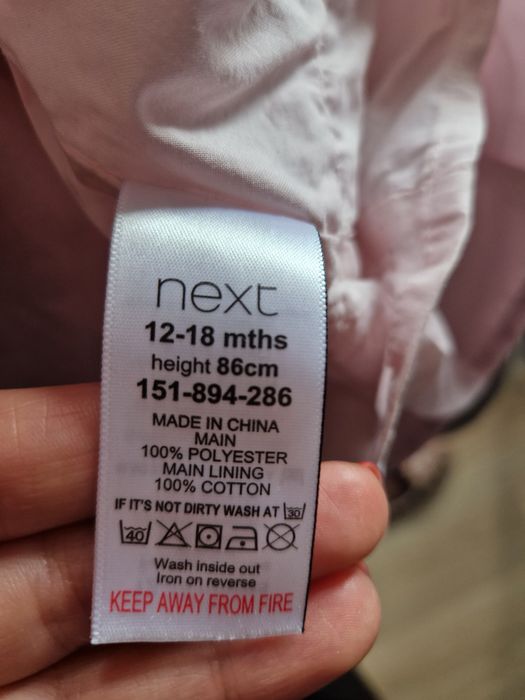 next
12-18 mths
height 86cm
151-894-286
MADE IN CHINA
MAIN
100% POLYESTER
MAIN LINING
100% COTTON
IF IT'S NOT DIRTY WASH AT 30
40
Wash inside out
Iron on reverse
KEEP AWAY FROM FIRE